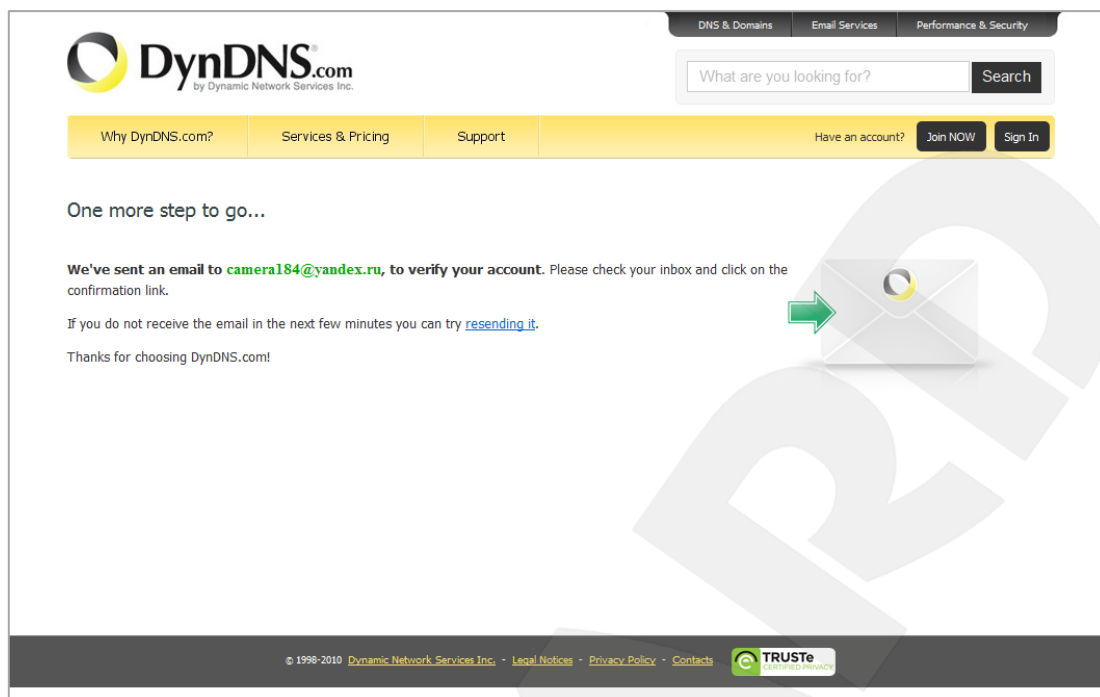 DNS & Domains Email Services Performance & Security
DynDNS.com
by Dynamic Network Services Inc.
What are you looking for? Search
Why DynDNS.com? Services & Pricing Support Have an account? Join NOW Sign In
One more step to go...
We've sent an email to camera184@yandex.ru, to verify your account. Please check your inbox and click on the
confirmation link.
If you do not receive the email in the next few minutes you can try resending it.
Thanks for choosing DynDNS.com!
© 1998-2010 Dynamic Network Services Inc. - Legal Notices - Privacy Policy - Contacts
TRUSTe
CERTIFIED PRIVACY